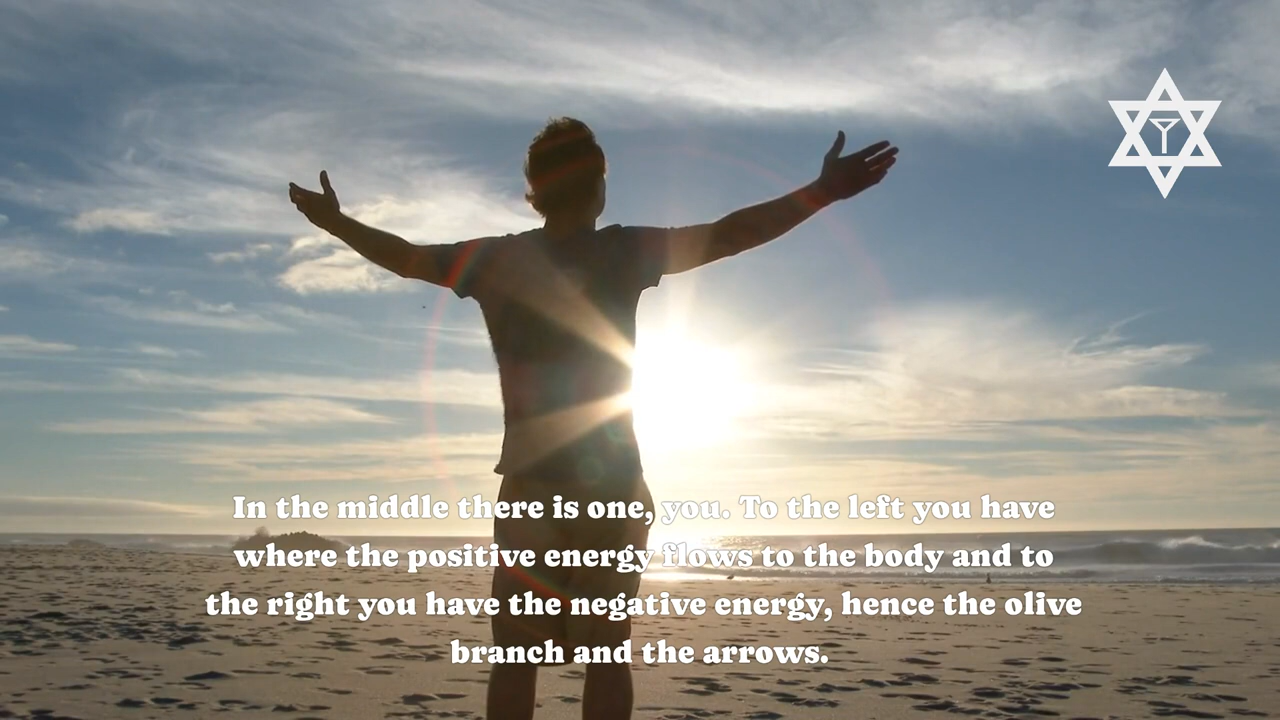 In the middle there is one, you. To the left you have
where the positive energy flows to the body and to
the right you have the negative energy, hence the olive
branch and the arrows.